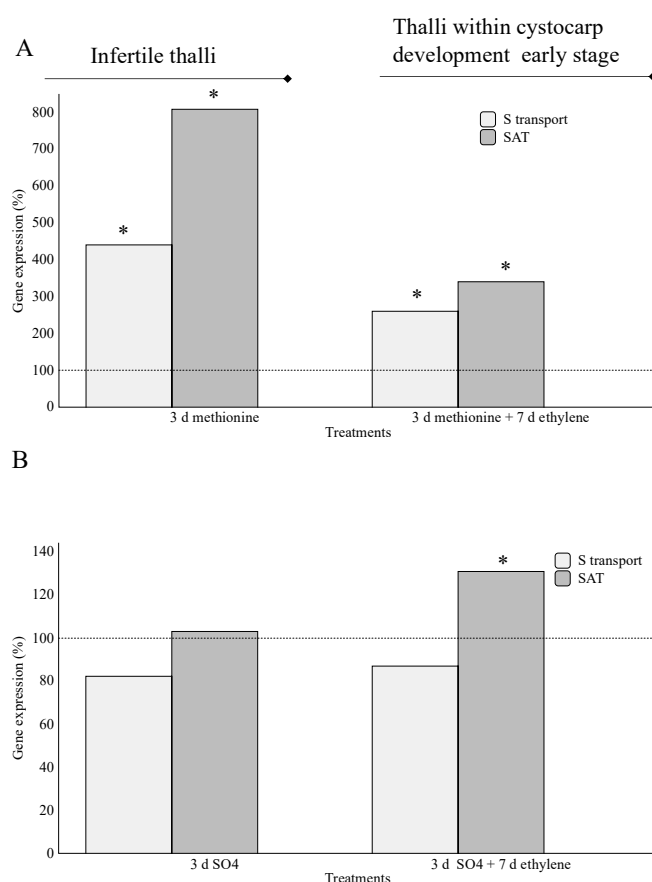 A
Infertile thalli
Thalli within cystocarp
development early stage
S transport
SAT
Gene expression (%)
800
700
600
500
400
300
200
100
0
*
*
*
*
3 d methionine
3 d methionine + 7 d ethylene
Treatments
B
S transport
SAT
Gene expression (%)
140
120
100
80
60
40
20
0
*
3 d SO4
3 d SO4 + 7 d ethylene
Treatments